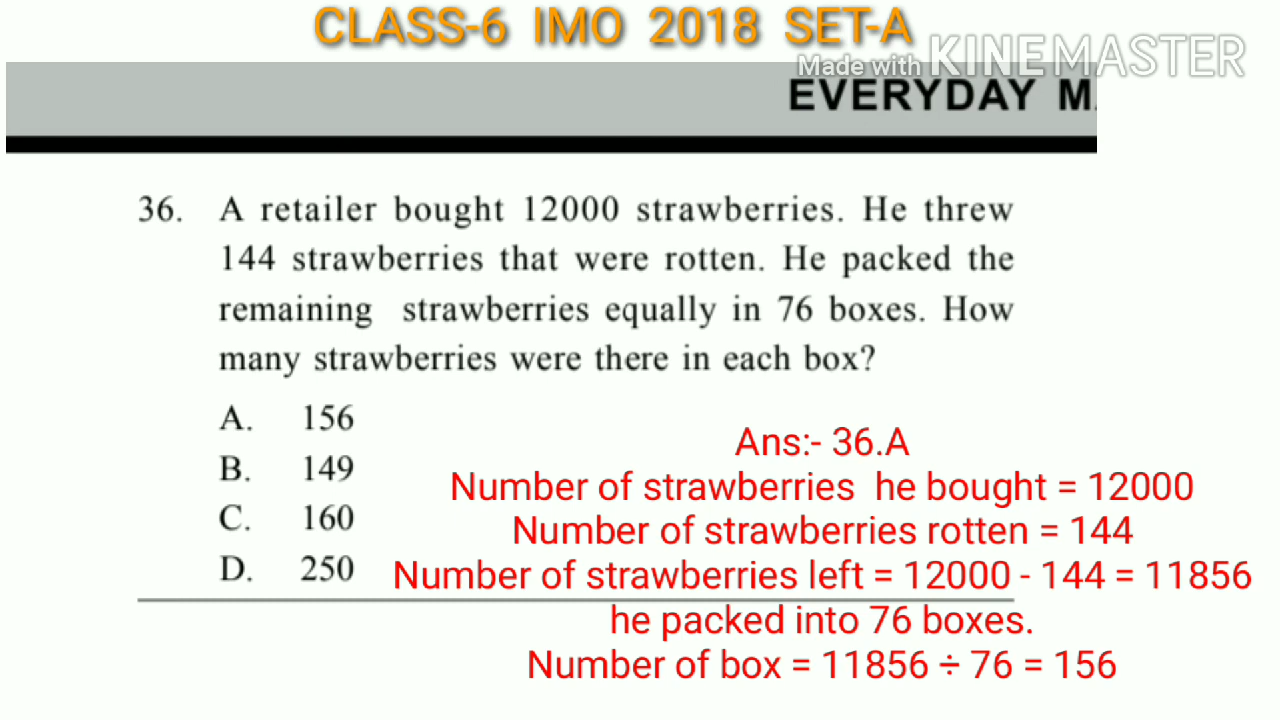 CLASS-6 IMO 2018 SET-A
Made with KINEMASTER
EVERYDAY M
36. A retailer bought 12000 strawberries. He threw
144 strawberries that were rotten. He packed the
remaining strawberries equally in 76 boxes. How
many strawberries were there in each box?
A. 156
B. 149
C. 160
D. 250
Ans:- 36.A
Number of strawberries he bought = 12000
Number of strawberries rotten = 144
Number of strawberries left = 12000 - 144 = 11856
he packed into 76 boxes.
Number of box = 11856 ÷ 76 = 156